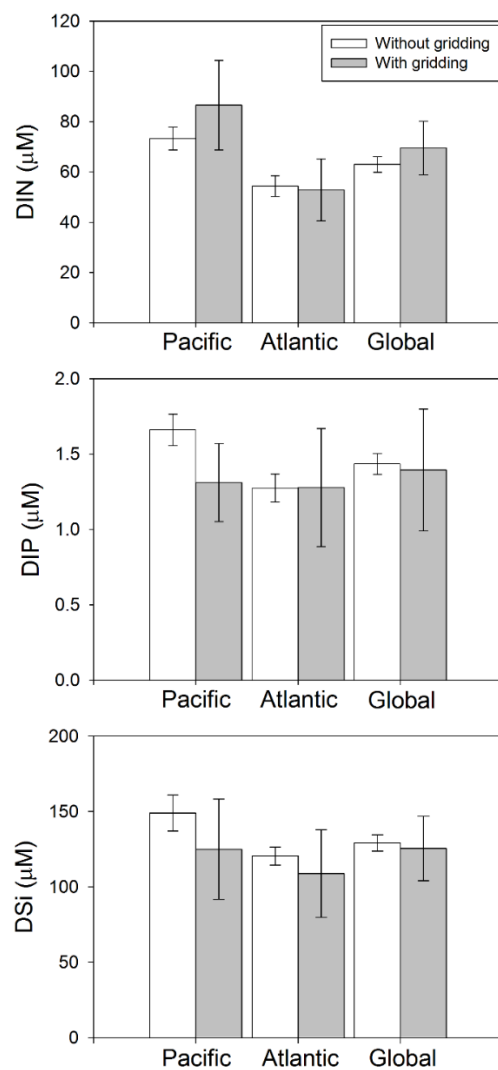 Without gridding
With gridding
DIN (μM)
120
100
80
60
40
20
0
Pacific Atlantic Global
DIP (μM)
2.0
1.5
1.0
0.5
0.0
Pacific Atlantic Global
DSi (μM)
200
150
100
50
0
Pacific Atlantic Global